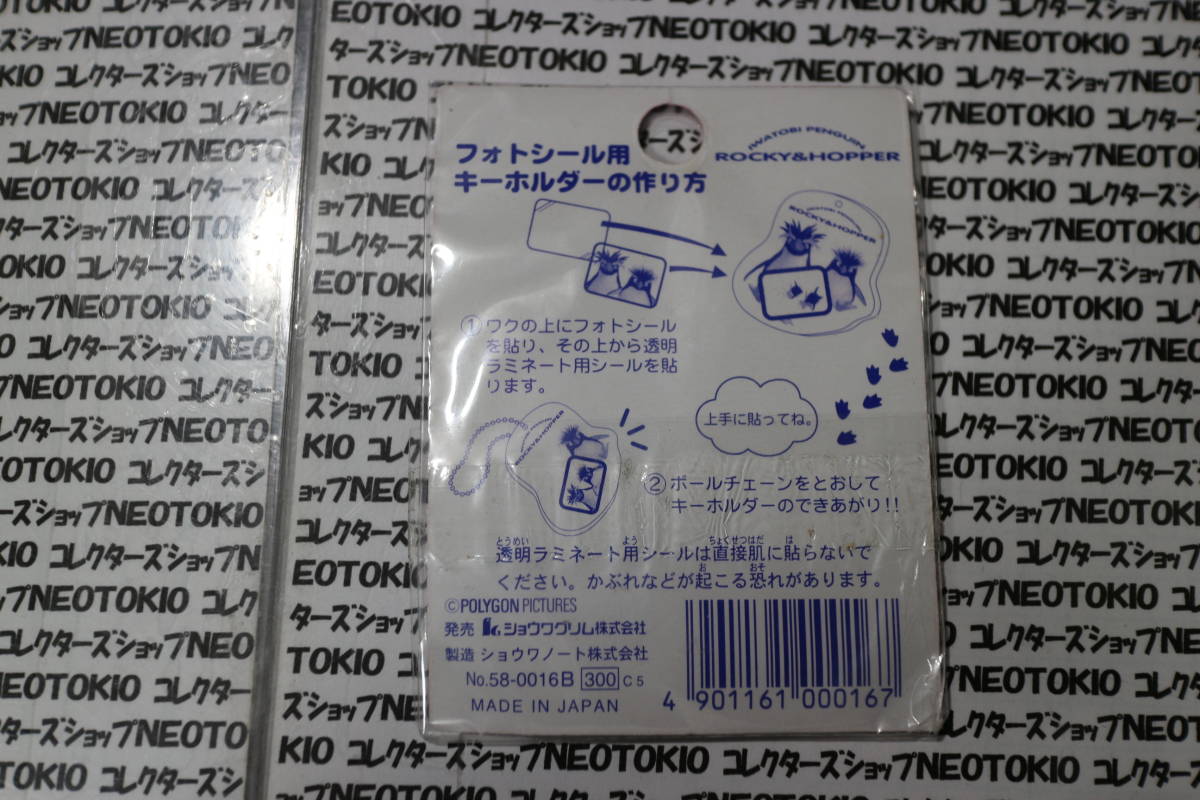 フォトシール用
キーホルダーの作り方
IWATOBI PENGUIN
ROCKY&HOPPER
IWATOBI PENGUIN
ROCKY&HOPPER
① ワクの上にフォトシール
を貼り、その上から透明
ラミネート用シールを貼
ります。
上手に貼ってね。
ROCKY&HOPPER
② ボールチェーンをとおして
キーホルダーのできあがり!!
透明ラミネート用シールは直接肌に貼らないで
ください。かぶれなどが起こる恐れがあります。
©POLYGON PICTURES
発売 ショウワグリム株式会社
製造 ショウワノート株式会社
No.58-0016B 300 C5
MADE IN JAPAN
4 901161 000167
コレクターズショップNEOTOKIO